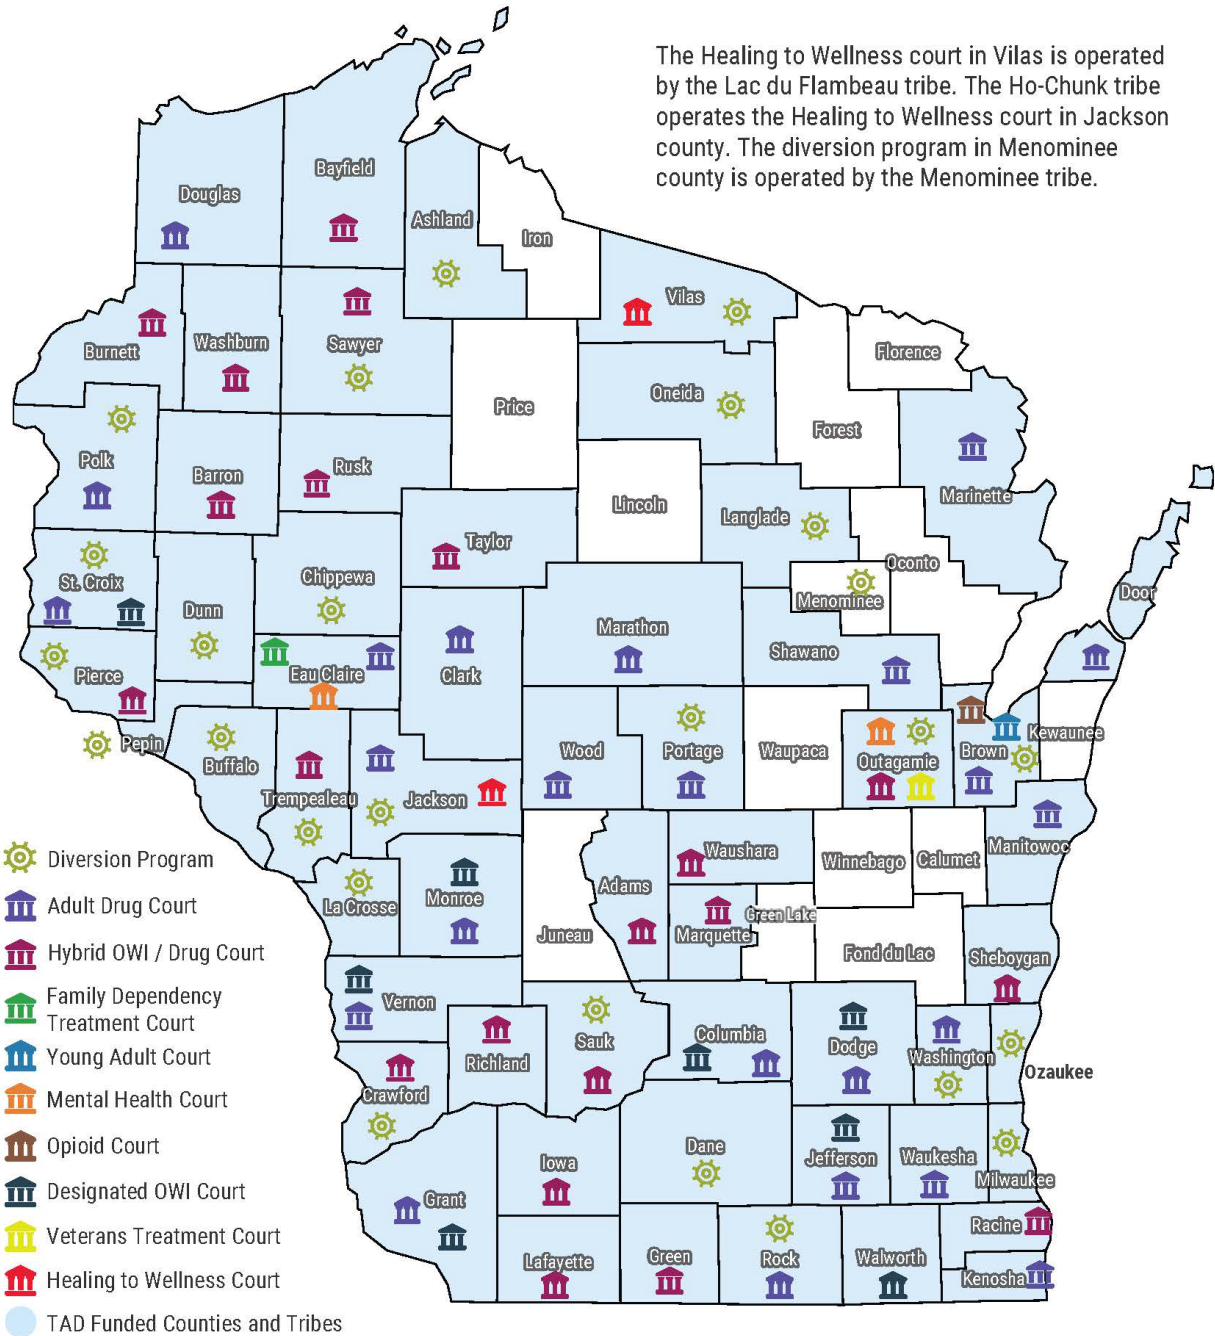 The Healing to Wellness court in Vilas is operated
by the Lac du Flambeau tribe. The Ho-Chunk tribe
operates the Healing to Wellness court in Jackson
county. The diversion program in Menominee
county is operated by the Menominee tribe.
Bayfield
Douglas
Ashland
Iron
Vilas
Burnett
Washburn
Sawyer
Florence
Oneida
Price
Forest
Polk
Barron
Rusk
Lincoln
Langlade
Marinette
Taylor
Oconto
St. Croix
Chippewa
Menominee
Door
Dunn
Marathon
Shawano
Pierce
Eau Claire
Clark
Pepin
Buffalo
Wood
Portage
Waupaca
Outagamie
Brown
Kewaunee
Trempealeau
Jackson
Manitowoc
Waushara
Winnebago
Calumet
La Crosse
Monroe
Adams
Juneau
Marquette
Green Lake
Fond du Lac
Sheboygan
Vernon
Richland
Sauk
Columbia
Dodge
Washington
Ozaukee
Crawford
Dane
Iowa
Jefferson
Waukesha
Milwaukee
Grant
Racine
Lafayette
Green
Rock
Walworth
Kenosha
Diversion Program
Adult Drug Court
Hybrid OWI / Drug Court
Family Dependency
Treatment Court
Young Adult Court
Mental Health Court
Opioid Court
Designated OWI Court
Veterans Treatment Court
Healing to Wellness Court
TAD Funded Counties and Tribes